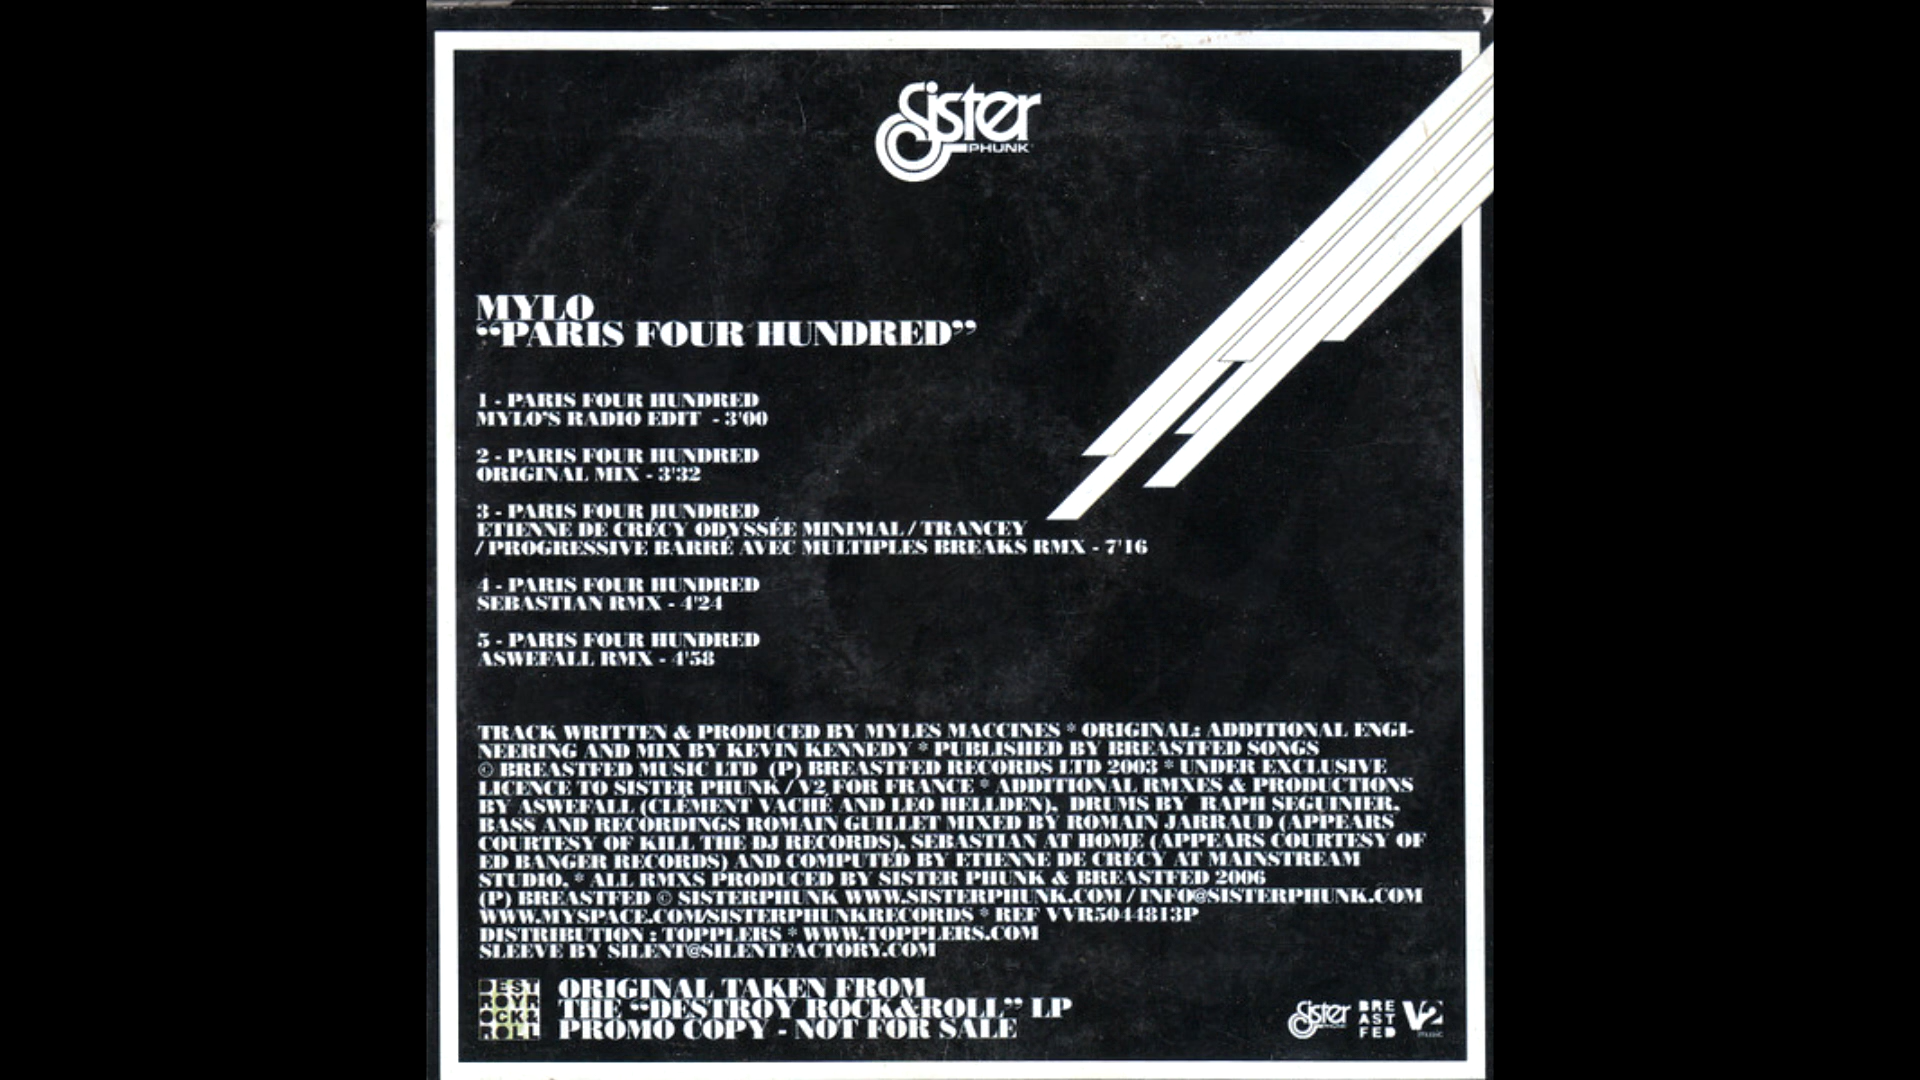 Sister
PHUNK
MYLO
“PARIS FOUR HUNDRED”
1 - PARIS FOUR HUNDRED
MYLO'S RADIO EDIT - 3'00
2 - PARIS FOUR HUNDRED
ORIGINAL MIX - 3'32
3 - PARIS FOUR HUNDRED
ETIENNE DE CRÉCY ODYSSÉE MINIMAL / TRANCEY
/ PROGRESSIVE BARRÉ AVEC MULTIPLES BREAKS RMX - 7'16
4 - PARIS FOUR HUNDRED
SEBASTIAN RMX - 4'24
5 - PARIS FOUR HUNDRED
ASWEFALL RMX - 4'58
TRACK WRITTEN & PRODUCED BY MYLES MACCINES * ORIGINAL: ADDITIONAL ENGI-
NEERING AND MIX BY KEVIN KENNEDY * PUBLISHED BY BREASTFED SONGS
© BREASTFED MUSIC LTD (P) BREASTFED RECORDS LTD 2003 * UNDER EXCLUSIVE
LICENCE TO SISTER PHUNK / V2 FOR FRANCE * ADDITIONAL RMXES & PRODUCTIONS
BY ASWEFALL (CLÉMENT VACHÉ AND LEO HELLDEN), DRUMS BY RAPH SEGUINIER,
BASS AND RECORDINGS ROMAIN GUILLET MIXED BY ROMAIN JARRAUD (APPEARS
COURTESY OF KILL THE DJ RECORDS), SEBASTIAN AT HOME (APPEARS COURTESY OF
ED BANGER RECORDS) AND COMPUTED BY ETIENNE DE CRÉCY AT MAINSTREAM
STUDIO. * ALL RMXS PRODUCED BY SISTER PHUNK & BREASTFED 2006
(P) BREASTFED © SISTERPHUNK WWW.SISTERPHUNK.COM / INFO@SISTERPHUNK.COM
WWW.MYSPACE.COM/SISTERPHUNKRECORDS * REF VVR5044813P
DISTRIBUTION : TOPPLERS * WWW.TOPPLERS.COM
SLEEVE BY SILENT@SILENTFACTORY.COM
DEST
ROYR
OCK&
ROLL
ORIGINAL TAKEN FROM
THE “DESTROY ROCK&ROLL” LP
PROMO COPY - NOT FOR SALE
Sister
BRE
AST
FED
V2
music